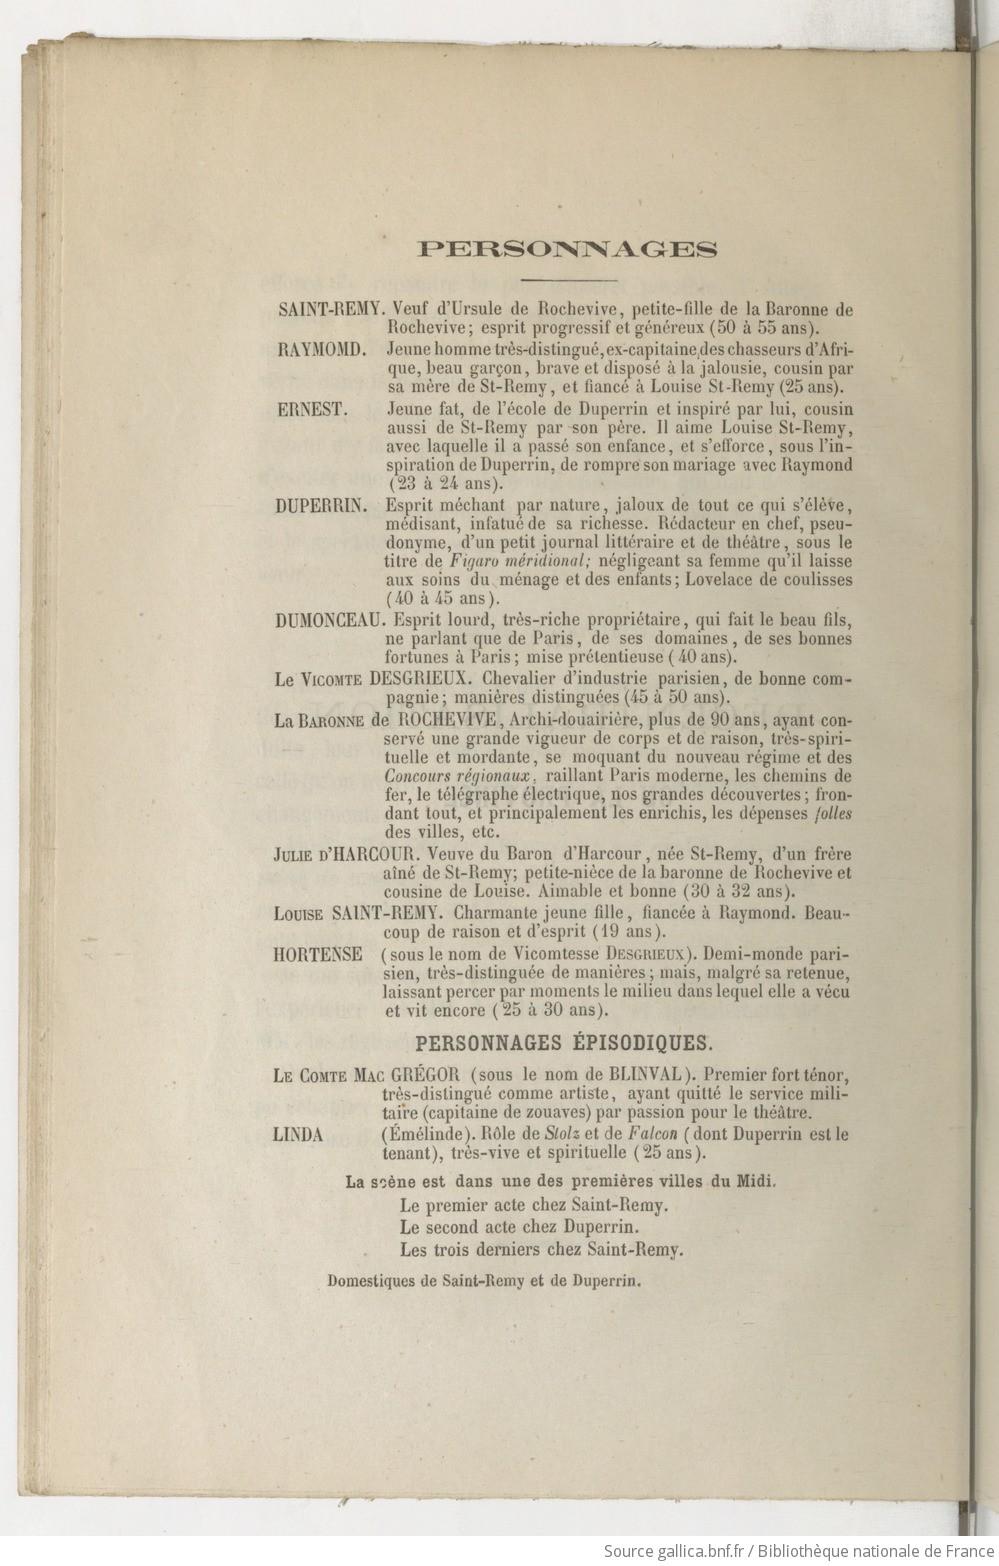 PERSONNAGES
SAINT-REMY. Veuf d'Ursule de Rochevive, petite-fille de la Baronne de
Rochevive; esprit progressif et généreux (50 à 55 ans).
RAYMOMD. Jeune homme très-distingué, ex-capitaine des chasseurs d'Afri-
que, beau garçon, brave et disposé à la jalousie, cousin par
sa mère de St-Remy, et fiancé à Louise St-Remy (25 ans).
ERNEST. Jeune fat, de l'école de Duperrin et inspiré par lui, cousin
aussi de St-Remy par son père. Il aime Louise St-Remy,
avec laquelle il a passé son enfance, et s'efforce, sous l'in-
spiration de Duperrin, de rompre son mariage avec Raymond
(23 à 24 ans).
DUPERRIN. Esprit méchant par nature, jaloux de tout ce qui s'élève,
médisant, infatué de sa richesse. Rédacteur en chef, pseu-
donyme, d'un petit journal littéraire et de théâtre, sous le
titre de Figaro méridional; négligeant sa femme qu'il laisse
aux soins du ménage et des enfants; Lovelace de coulisses
(40 à 45 ans).
DUMONCEAU. Esprit lourd, très-riche propriétaire, qui fait le beau fils,
ne parlant que de Paris, de ses domaines, de ses bonnes
fortunes à Paris; mise prétentieuse (40 ans).
Le VICOMTE DESGRIEUX. Chevalier d'industrie parisien, de bonne com-
pagnie; manières distinguées (45 à 50 ans).
La BARONNE de ROCHEVIVE, Archi-douairière, plus de 90 ans, ayant con-
servé une grande vigueur de corps et de raison, très-spiri-
tuelle et mordante, se moquant du nouveau régime et des
Concours régionaux, raillant Paris moderne, les chemins de
fer, le télégraphe électrique, nos grandes découvertes; fron-
dant tout, et principalement les enrichis, les dépenses folles
des villes, etc.
JULIE D'HARCOUR. Veuve du Baron d'Harcour, née St-Remy, d'un frère
aîné de St-Remy; petite-nièce de la baronne de Rochevive et
cousine de Louise. Aimable et bonne (30 à 32 ans).
LOUISE SAINT-REMY. Charmante jeune fille, fiancée à Raymond. Beau-
coup de raison et d'esprit (19 ans).
HORTENSE (sous le nom de Vicomtesse DESGRIEUX). Demi-monde pari-
sien, très-distinguée de manières; mais, malgré sa retenue,
laissant percer par moments le milieu dans lequel elle a vécu
et vit encore (25 à 30 ans).
PERSONNAGES ÉPISODIQUES.
LE COMTE MAC GRÉGOR (sous le nom de BLINVAL). Premier fort ténor,
très-distingué comme artiste, ayant quitté le service mili-
taire (capitaine de zouaves) par passion pour le théâtre.
LINDA (Émélinde). Rôle de Stolz et de Falcon (dont Duperrin est le
tenant), très-vive et spirituelle (25 ans).
La scène est dans une des premières villes du Midi.
Le premier acte chez Saint-Remy.
Le second acte chez Duperrin.
Les trois derniers chez Saint-Remy.
Domestiques de Saint-Remy et de Duperrin.
Source gallica.bnf.fr / Bibliothèque nationale de France